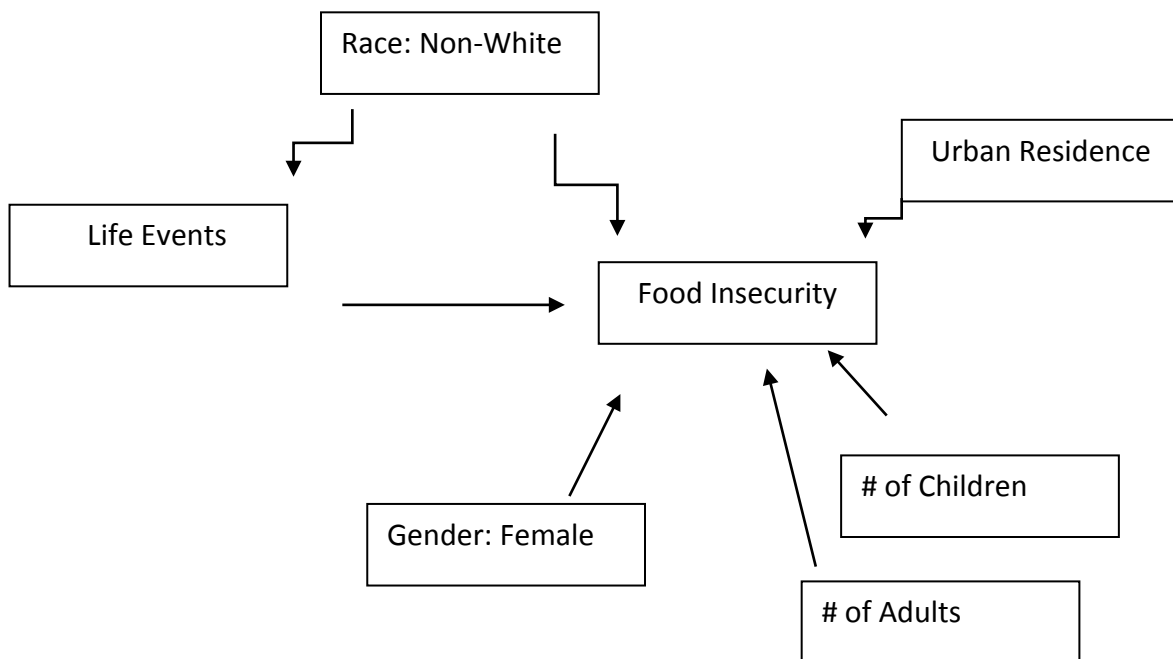 Race: Non-White
Urban Residence
Life Events
Food Insecurity
# of Children
Gender: Female
# of Adults